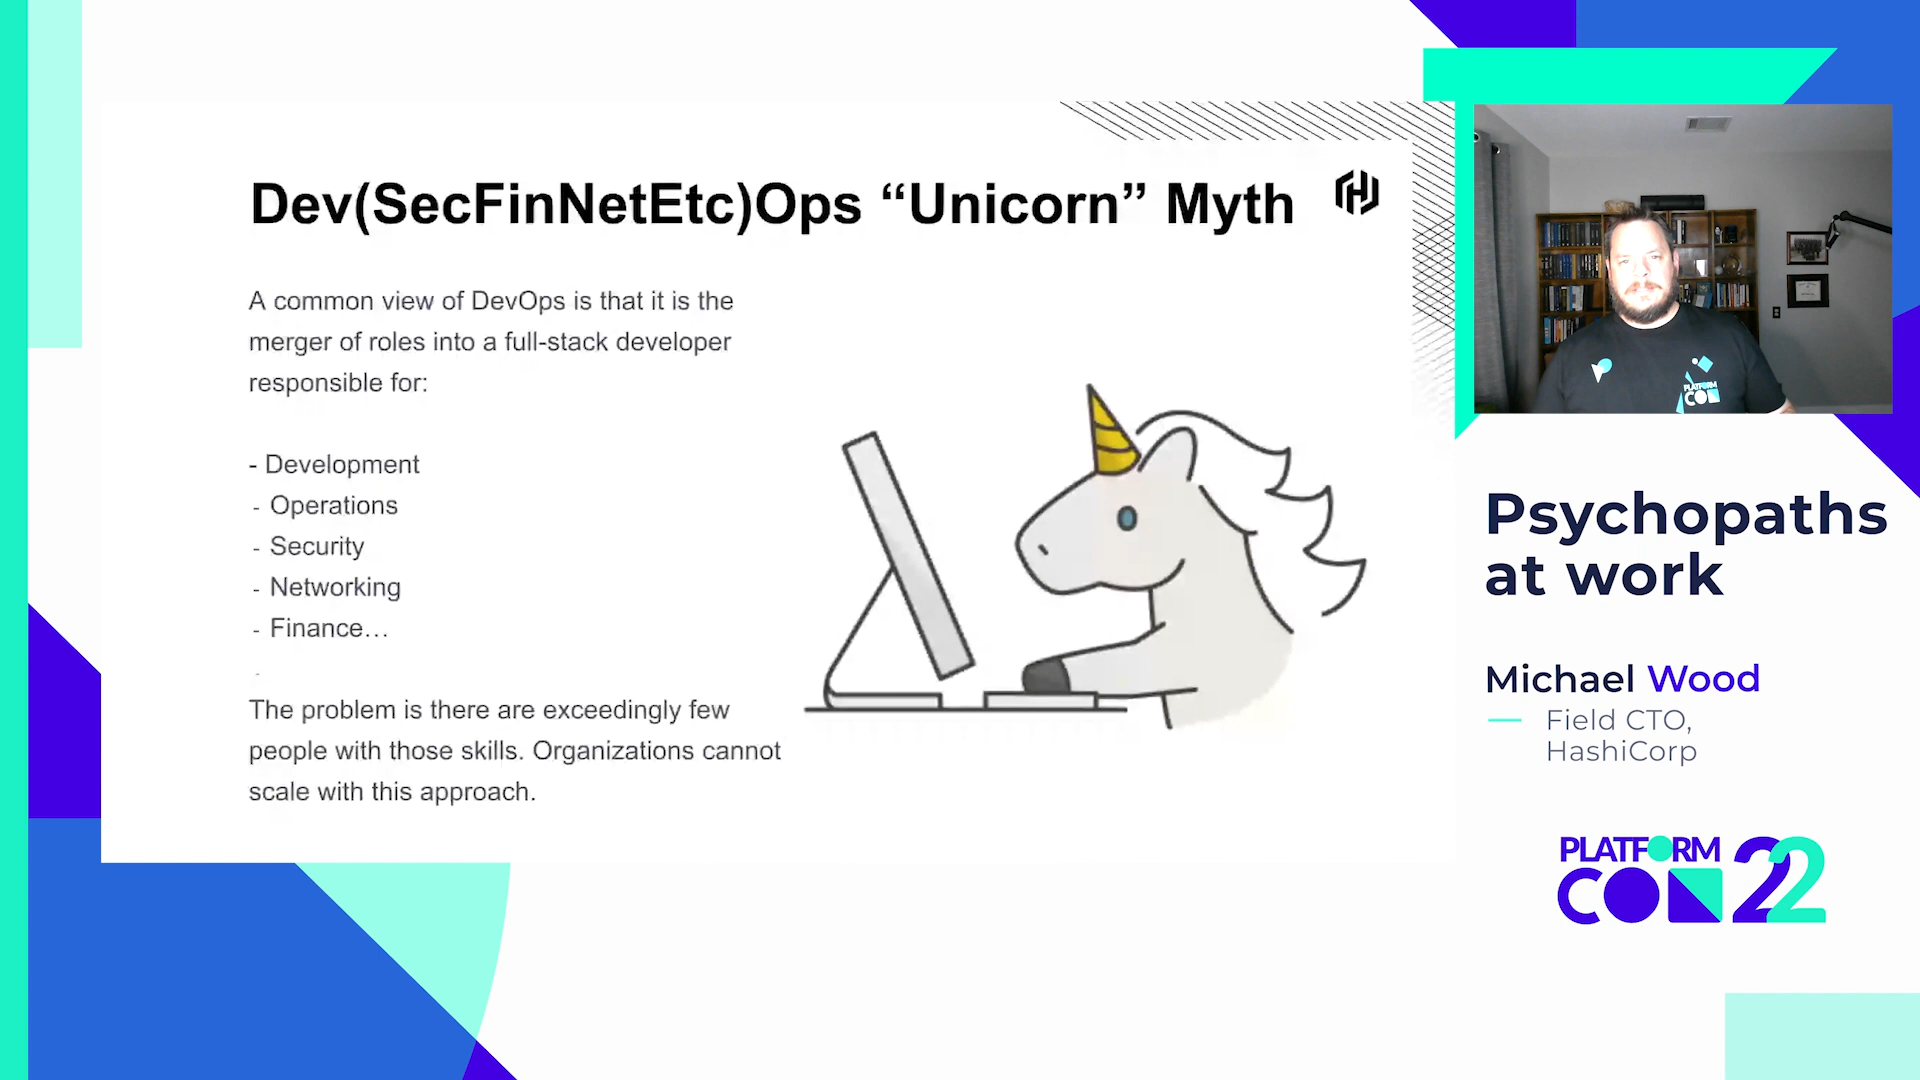 Dev(SecFinNetEtc)Ops “Unicorn” Myth
A common view of DevOps is that it is the
merger of roles into a full-stack developer
responsible for:
- Development
- Operations
- Security
- Networking
- Finance…
-
The problem is there are exceedingly few
people with those skills. Organizations cannot
scale with this approach.
PLATFORM
CON
Psychopaths
at work
Michael Wood
Field CTO,
HashiCorp
PLATFORM
CON 22